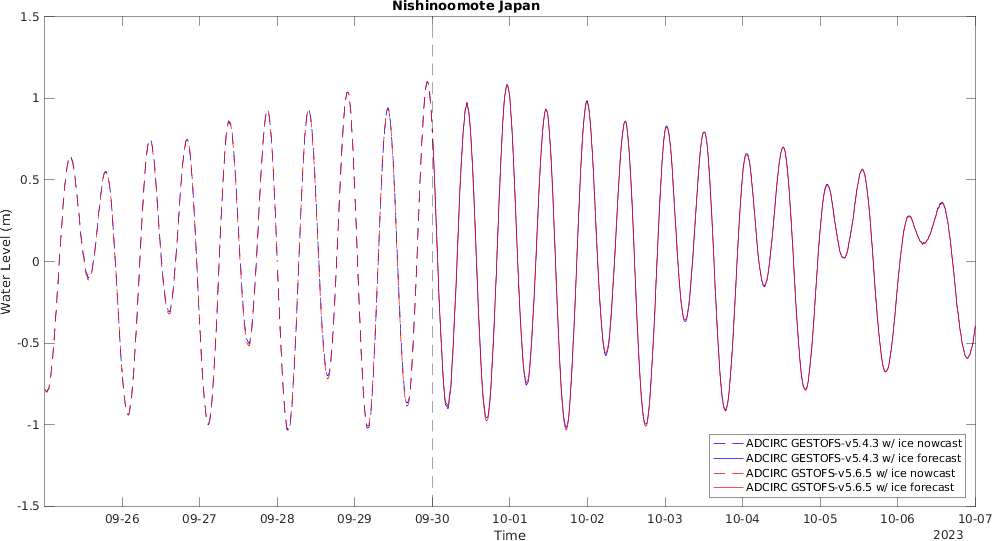 Nishinoomote Japan
1.5
1
0.5
0
-0.5
-1
-1.5
Water Level (m)
09-26 09-27 09-28 09-29 09-30 10-01 10-02 10-03 10-04 10-05 10-06 10-07
Time
2023
ADCIRC GESTOFS-v5.4.3 w/ ice nowcast
ADCIRC GESTOFS-v5.4.3 w/ ice forecast
ADCIRC GSTOFS-v5.6.5 w/ ice nowcast
ADCIRC GSTOFS-v5.6.5 w/ ice forecast